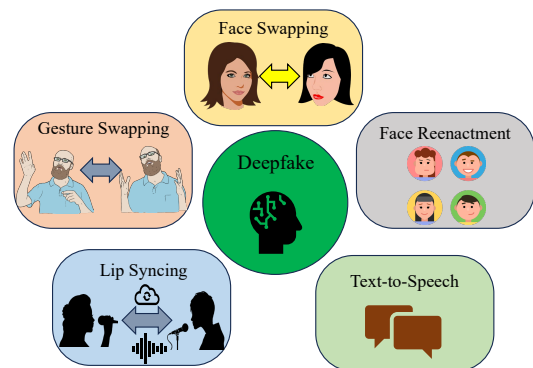 Face Swapping
Gesture Swapping
Face Reenactment
Deepfake
Lip Syncing
Text-to-Speech